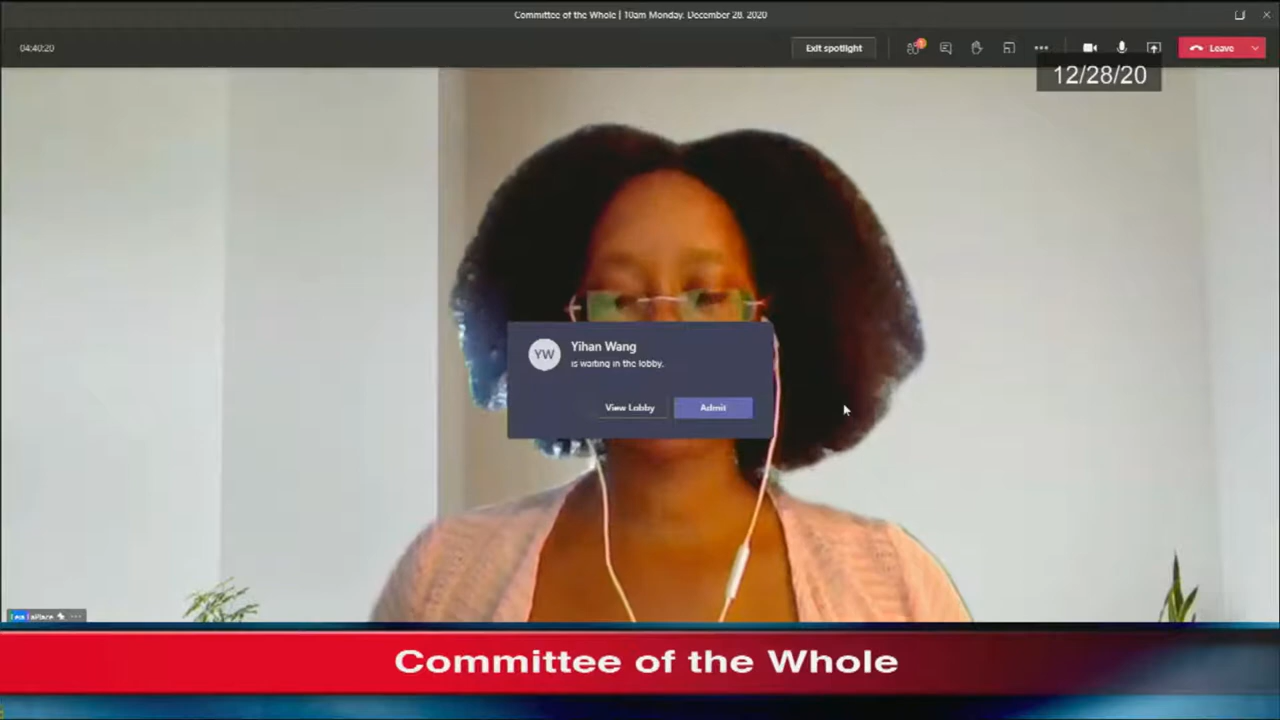 Committee of the Whole | 10am Monday, December 28, 2020
04:40:20
Exit spotlight
Leave
12/28/20
YW
Yihan Wang
is waiting in the lobby.
View Lobby
Admit
Committee of the Whole